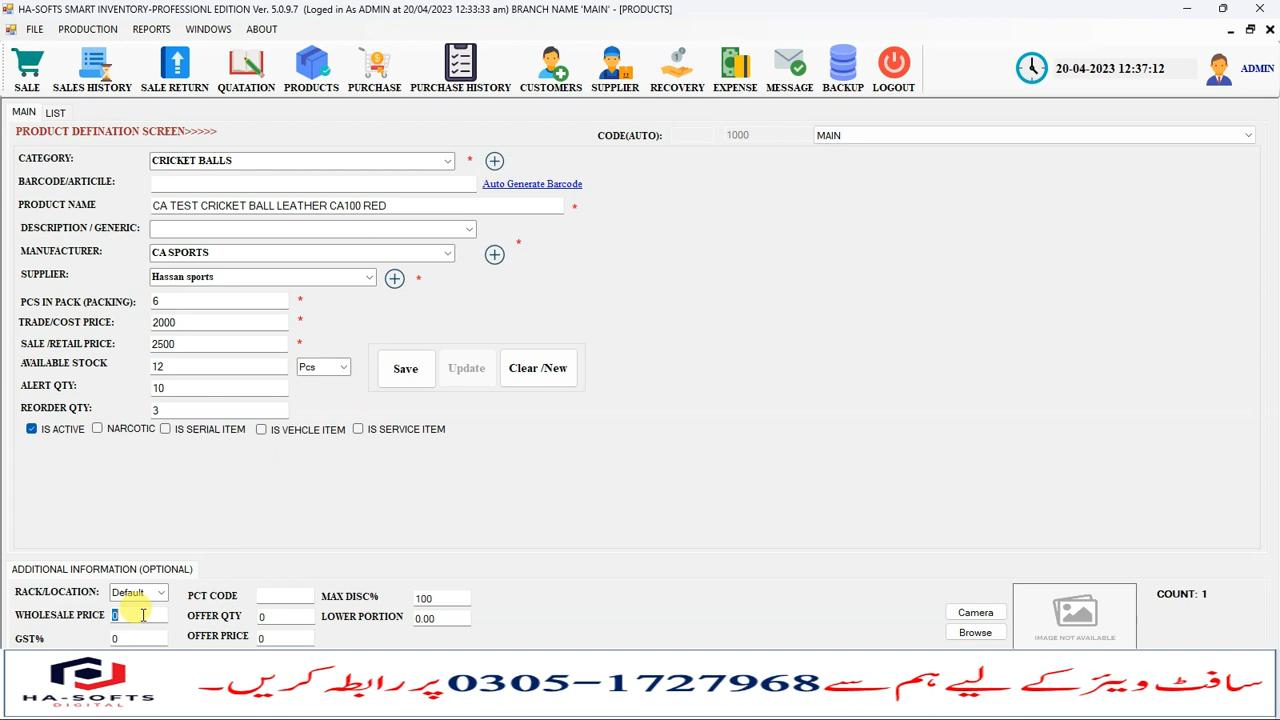 HA-SOFTS SMART INVENTORY-PROFESSIONL EDITION Ver. 5.0.9.7 (Loged in As ADMIN at 20/04/2023 12:33:33 am) BRANCH NAME 'MAIN' - [PRODUCTS]
FILE PRODUCTION REPORTS WINDOWS ABOUT
SALE SALES HISTORY SALE RETURN QUATATION PRODUCTS PURCHASE PURCHASE HISTORY CUSTOMERS SUPPLIER RECOVERY EXPENSE MESSAGE BACKUP LOGOUT 20-04-2023 12:37:12 ADMIN
MAIN LIST
PRODUCT DEFINATION SCREEN>>>>> CODE(AUTO): 1000 MAIN
CATEGORY: CRICKET BALLS *
BARCODE/ARTICILE: Auto Generate Barcode
PRODUCT NAME CA TEST CRICKET BALL LEATHER CA100 RED *
DESCRIPTION / GENERIC:
MANUFACTURER: CA SPORTS *
SUPPLIER: Hassan sports *
PCS IN PACK (PACKING): 6 *
TRADE/COST PRICE: 2000 *
SALE /RETAIL PRICE: 2500 *
AVAILABLE STOCK 12 Pcs Save Update Clear /New
ALERT QTY: 10
REORDER QTY: 3
IS ACTIVE NARCOTIC IS SERIAL ITEM IS VEHCLE ITEM IS SERVICE ITEM
ADDITIONAL INFORMATION (OPTIONAL)
RACK/LOCATION: Default PCT CODE MAX DISC% 100 COUNT: 1
WHOLESALE PRICE 0 OFFER QTY 0 LOWER PORTION 0.00 Camera
GST% 0 OFFER PRICE 0 Browse IMAGE NOT AVAILABLE
HA-SOFTS
DIGITAL
سافٹ ویئر کے لیے ہم سے 0305-1727968 پر رابطہ کریں۔